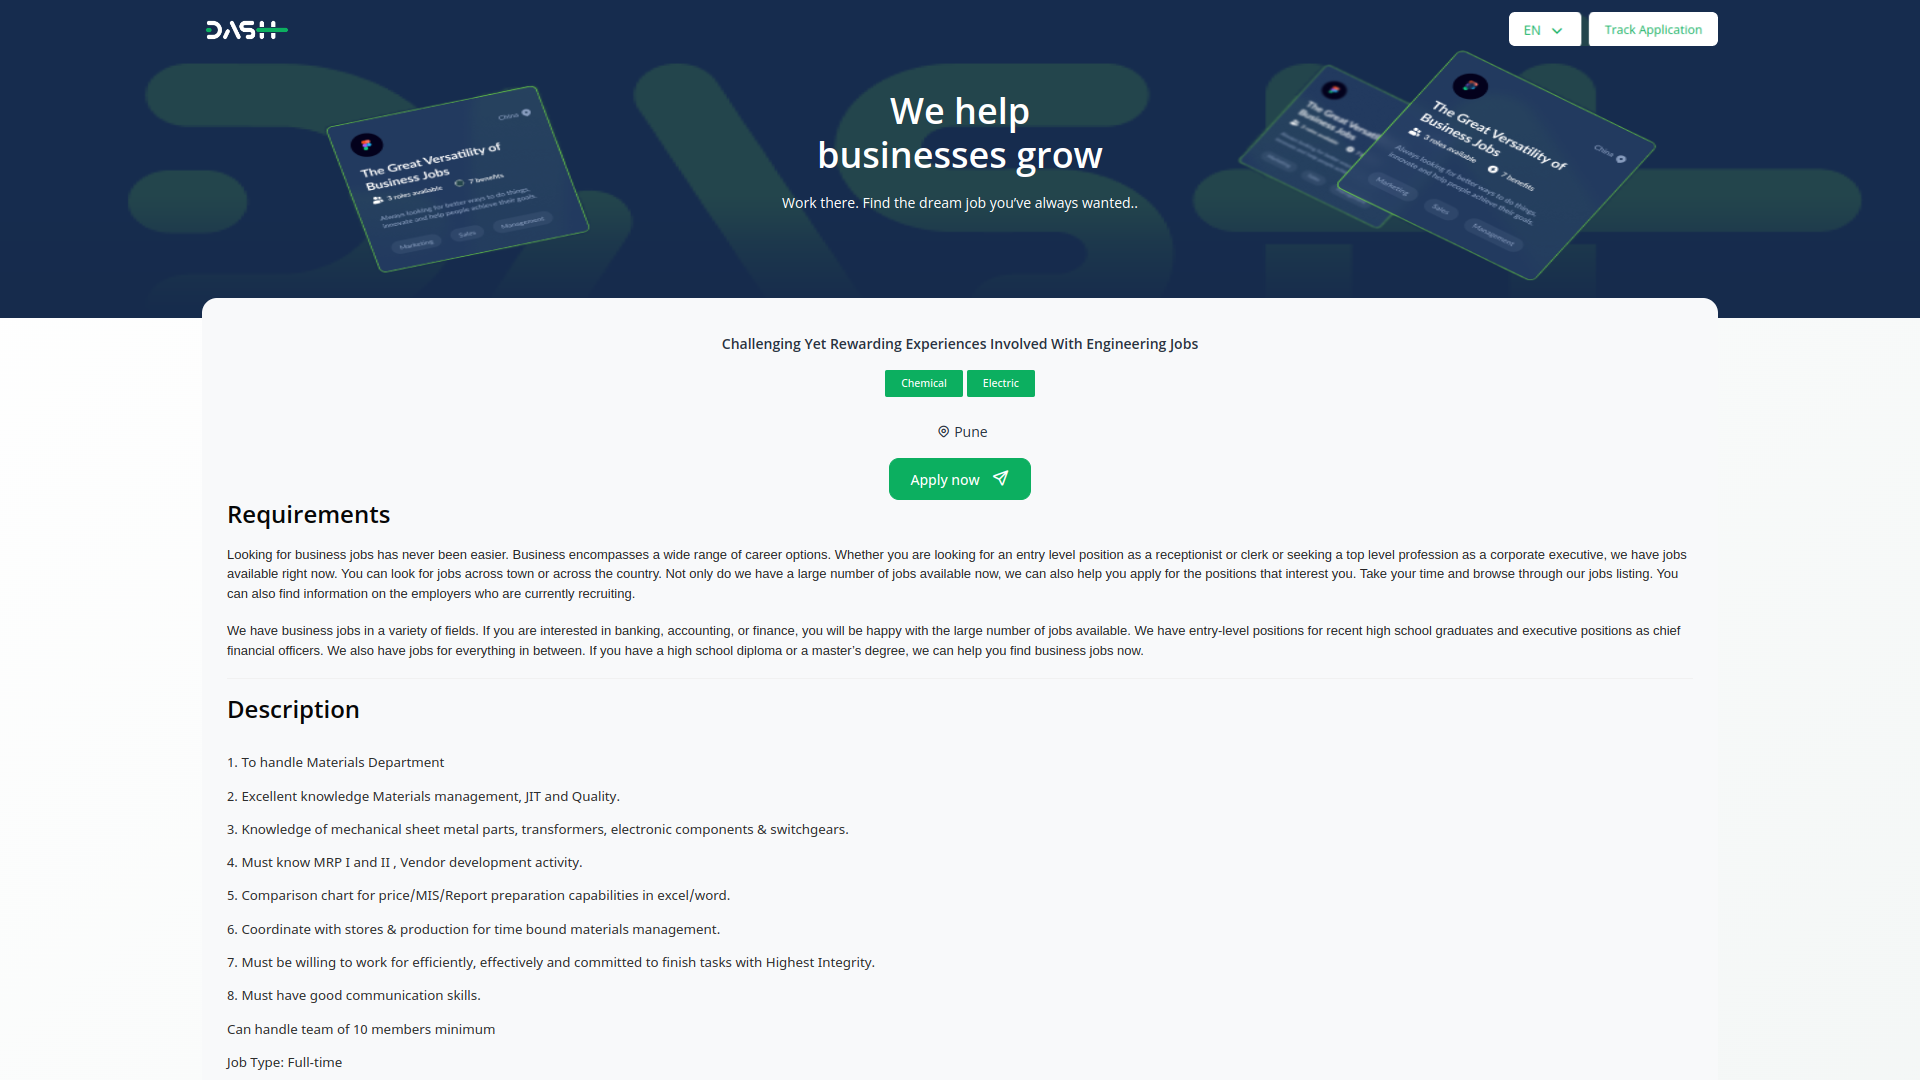 DASH
EN
Track Application
We help
businesses grow
Work there. Find the dream job you’ve always wanted..
China
The Great Versatility of
Business Jobs
3 roles available
7 benefits
Always looking for better ways to do things,
innovate and help people achieve their goals.
Marketing
Sales
Management
The Great
Business Jobs
China
The Great Versatility of
Business Jobs
3 roles available
7 benefits
Always looking for better ways to do things,
innovate and help people achieve their goals.
Marketing
Sales
Management
Challenging Yet Rewarding Experiences Involved With Engineering Jobs
Chemical
Electric
Pune
Apply now
Requirements
Looking for business jobs has never been easier. Business encompasses a wide range of career options. Whether you are looking for an entry level position as a receptionist or clerk or seeking a top level profession as a corporate executive, we have jobs
available right now. You can look for jobs across town or across the country. Not only do we have a large number of jobs available now, we can also help you apply for the positions that interest you. Take your time and browse through our jobs listing. You
can also find information on the employers who are currently recruiting.
We have business jobs in a variety of fields. If you are interested in banking, accounting, or finance, you will be happy with the large number of jobs available. We have entry-level positions for recent high school graduates and executive positions as chief
financial officers. We also have jobs for everything in between. If you have a high school diploma or a master’s degree, we can help you find business jobs now.
Description
1. To handle Materials Department
2. Excellent knowledge Materials management, JIT and Quality.
3. Knowledge of mechanical sheet metal parts, transformers, electronic components & switchgears.
4. Must know MRP I and II , Vendor development activity.
5. Comparison chart for price/MIS/Report preparation capabilities in excel/word.
6. Coordinate with stores & production for time bound materials management.
7. Must be willing to work for efficiently, effectively and committed to finish tasks with Highest Integrity.
8. Must have good communication skills.
Can handle team of 10 members minimum
Job Type: Full-time